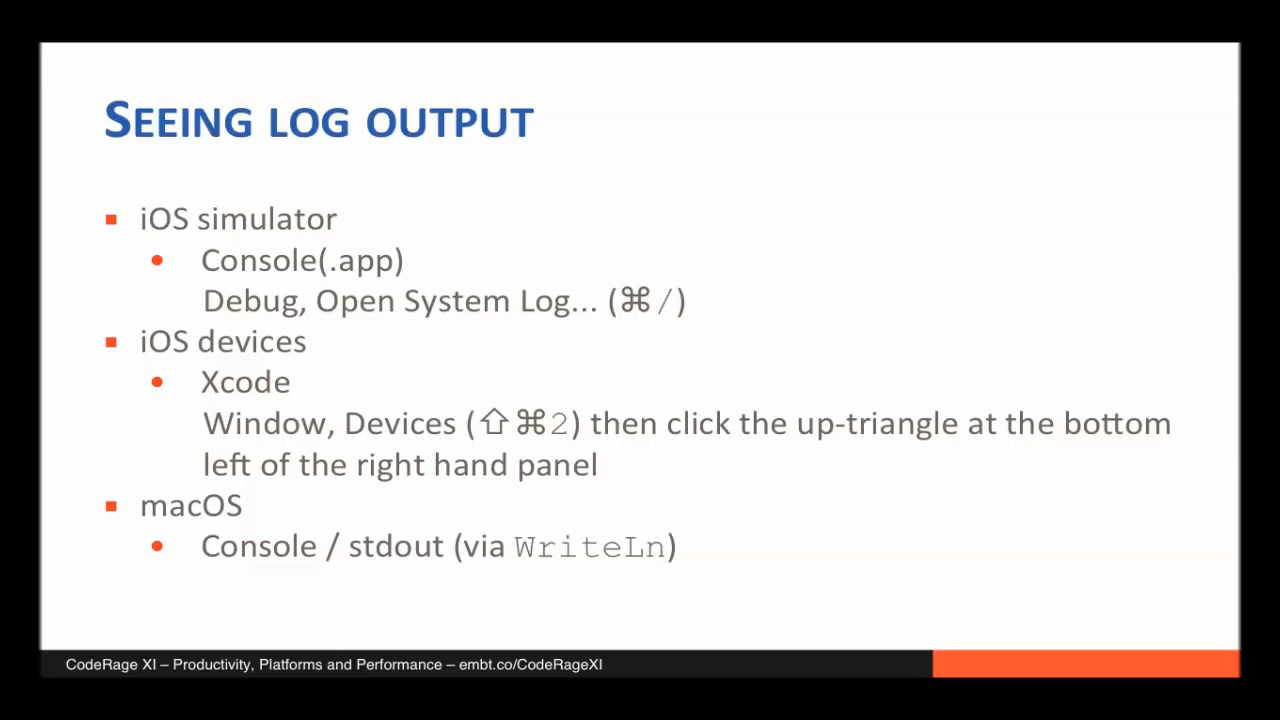 SEEING LOG OUTPUT
▪ iOS simulator
• Console(.app)
Debug, Open System Log... (⌘/)
▪ iOS devices
• Xcode
Window, Devices (⇧⌘2) then click the up-triangle at the bottom
left of the right hand panel
▪ macOS
• Console / stdout (via WriteLn)
CodeRage XI – Productivity, Platforms and Performance – embt.co/CodeRageXI